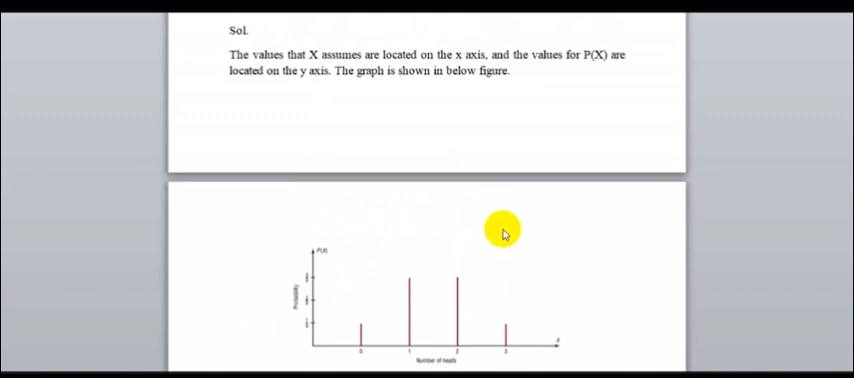 Sol.
The values that X assumes are located on the x axis, and the values for P(X) are
located on the y axis. The graph is shown in below figure.
P(X)
Probability
0 1 2 3
X
Number of heads